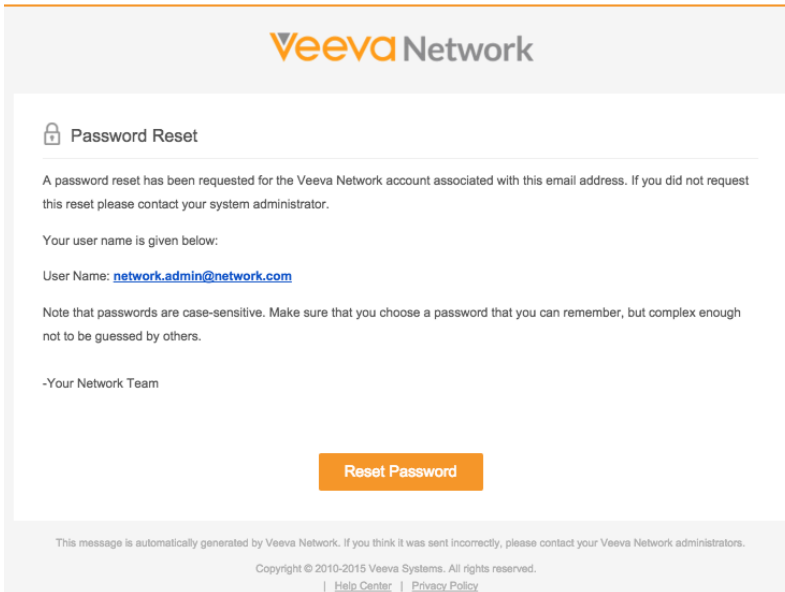 Veeva Network
Password Reset
A password reset has been requested for the Veeva Network account associated with this email address. If you did not request
this reset please contact your system administrator.
Your user name is given below:
User Name: network.admin@network.com
Note that passwords are case-sensitive. Make sure that you choose a password that you can remember, but complex enough
not to be guessed by others.
-Your Network Team
Reset Password
This message is automatically generated by Veeva Network. If you think it was sent incorrectly, please contact your Veeva Network administrators.
Copyright © 2010-2015 Veeva Systems. All rights reserved.
| Help Center | Privacy Policy